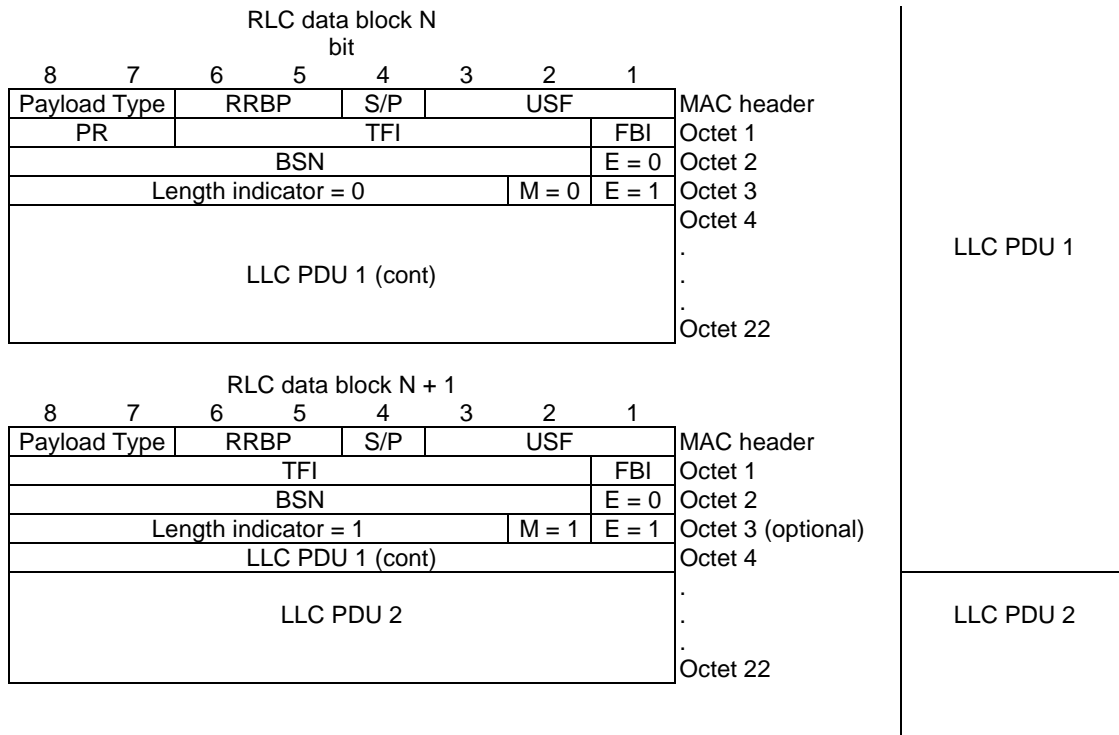 RLC data block N
bit
8 7 6 5 4 3 2 1
Payload Type RRBP S/P USF MAC header
PR TFI FBI Octet 1
BSN E = 0 Octet 2
Length indicator = 0 M = 0 E = 1 Octet 3
Octet 4
.
LLC PDU 1 (cont) .
.
Octet 22
LLC PDU 1
RLC data block N + 1
8 7 6 5 4 3 2 1
Payload Type RRBP S/P USF MAC header
TFI FBI Octet 1
BSN E = 0 Octet 2
Length indicator = 1 M = 1 E = 1 Octet 3 (optional)
LLC PDU 1 (cont) Octet 4
.
LLC PDU 2 .
.
Octet 22
LLC PDU 2